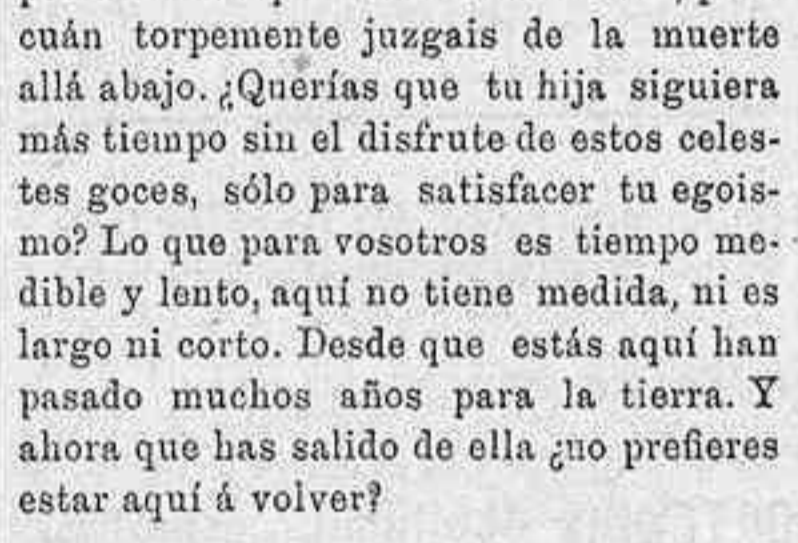 cuán torpemente juzgais de la muerte
allá abajo. ¿Querías que tu hija siguiera
más tiempo sin el disfrute de estos celes-
tes goces, sólo para satisfacer tu egois-
mo? Lo que para vosotros es tiempo me-
dible y lento, aquí no tiene medida, ni es
largo ni corto. Desde que estás aquí han
pasado muchos años para la tierra. Y
ahora que has salido de ella ¿no prefieres
estar aquí á volver?